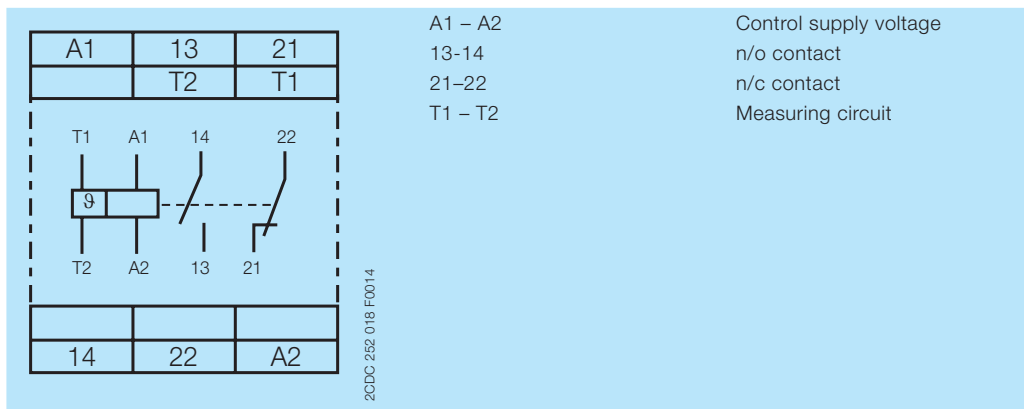 A1 13 21
T2 T1
T1 A1 14 22
ϑ
T2 A2 13 21
14 22 A2
2CDC 252 018 F0014
A1 – A2 Control supply voltage
13-14 n/o contact
21–22 n/c contact
T1 – T2 Measuring circuit